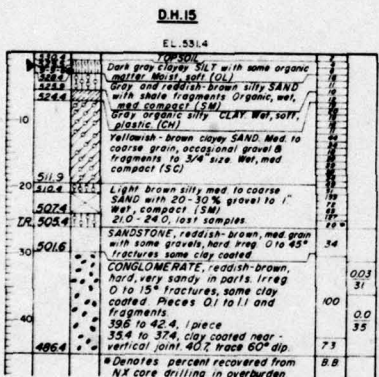 D.H.15
EL.531.4
TOPSOIL
Dark gray clayey SILT with some organic
matter Moist, soft (OL)
Gray and reddish-brown silty SAND
with shale fragments Organic, wet,
med compact (SM)
524.4
Gray organic silty CLAY. Wet, soft,
plastic. (CH)
10
Yellowish-brown clayey SAND. Med. to
coarse grain, occasional gravel &
fragments to 3/4" size. Wet, med
compact (SC)
511.9
20
510.4
Light brown silty med. to coarse
SAND with 20-30% gravel to 1"
Wet, compact (SM)
507.4
21.0-24.0, lost samples.
T.R. 505.4
SANDSTONE, reddish-brown, med. grain
with some gravels, hard Irreg. 0 to 45°
fractures some clay coated
34
501.6
30
CONGLOMERATE, reddish-brown,
hard, very sandy in parts. Irreg
0 to 15° fractures, some clay
coated. Pieces 0.1 to 1.1 and
fragments
0.03
31
100
39.6 to 42.4, 1 piece
35.4 to 37.4, clay coated near-
vertical joint. 40.7, trace 60° dip.
0.0
35
40
486.4
73
*Denotes percent recovered from
NX core drilling in overburden
B.B.